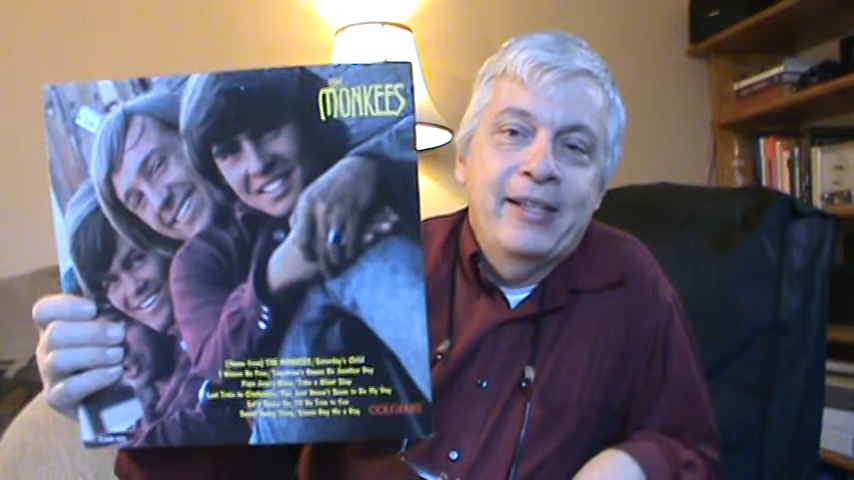 THE
MONKEES
(Theme from) THE MONKEES/Saturday's Child
I Wanna Be Free, Tomorrow's Gonna Be Another Day
Papa Gene's Blues, Take a Giant Step
Last Train to Clarksville, This Just Doesn't Seem to Be My Day
Let's Dance On, I'll Be True to You
Sweet Young Thing, Gonna Buy Me a Dog
COLGEMS